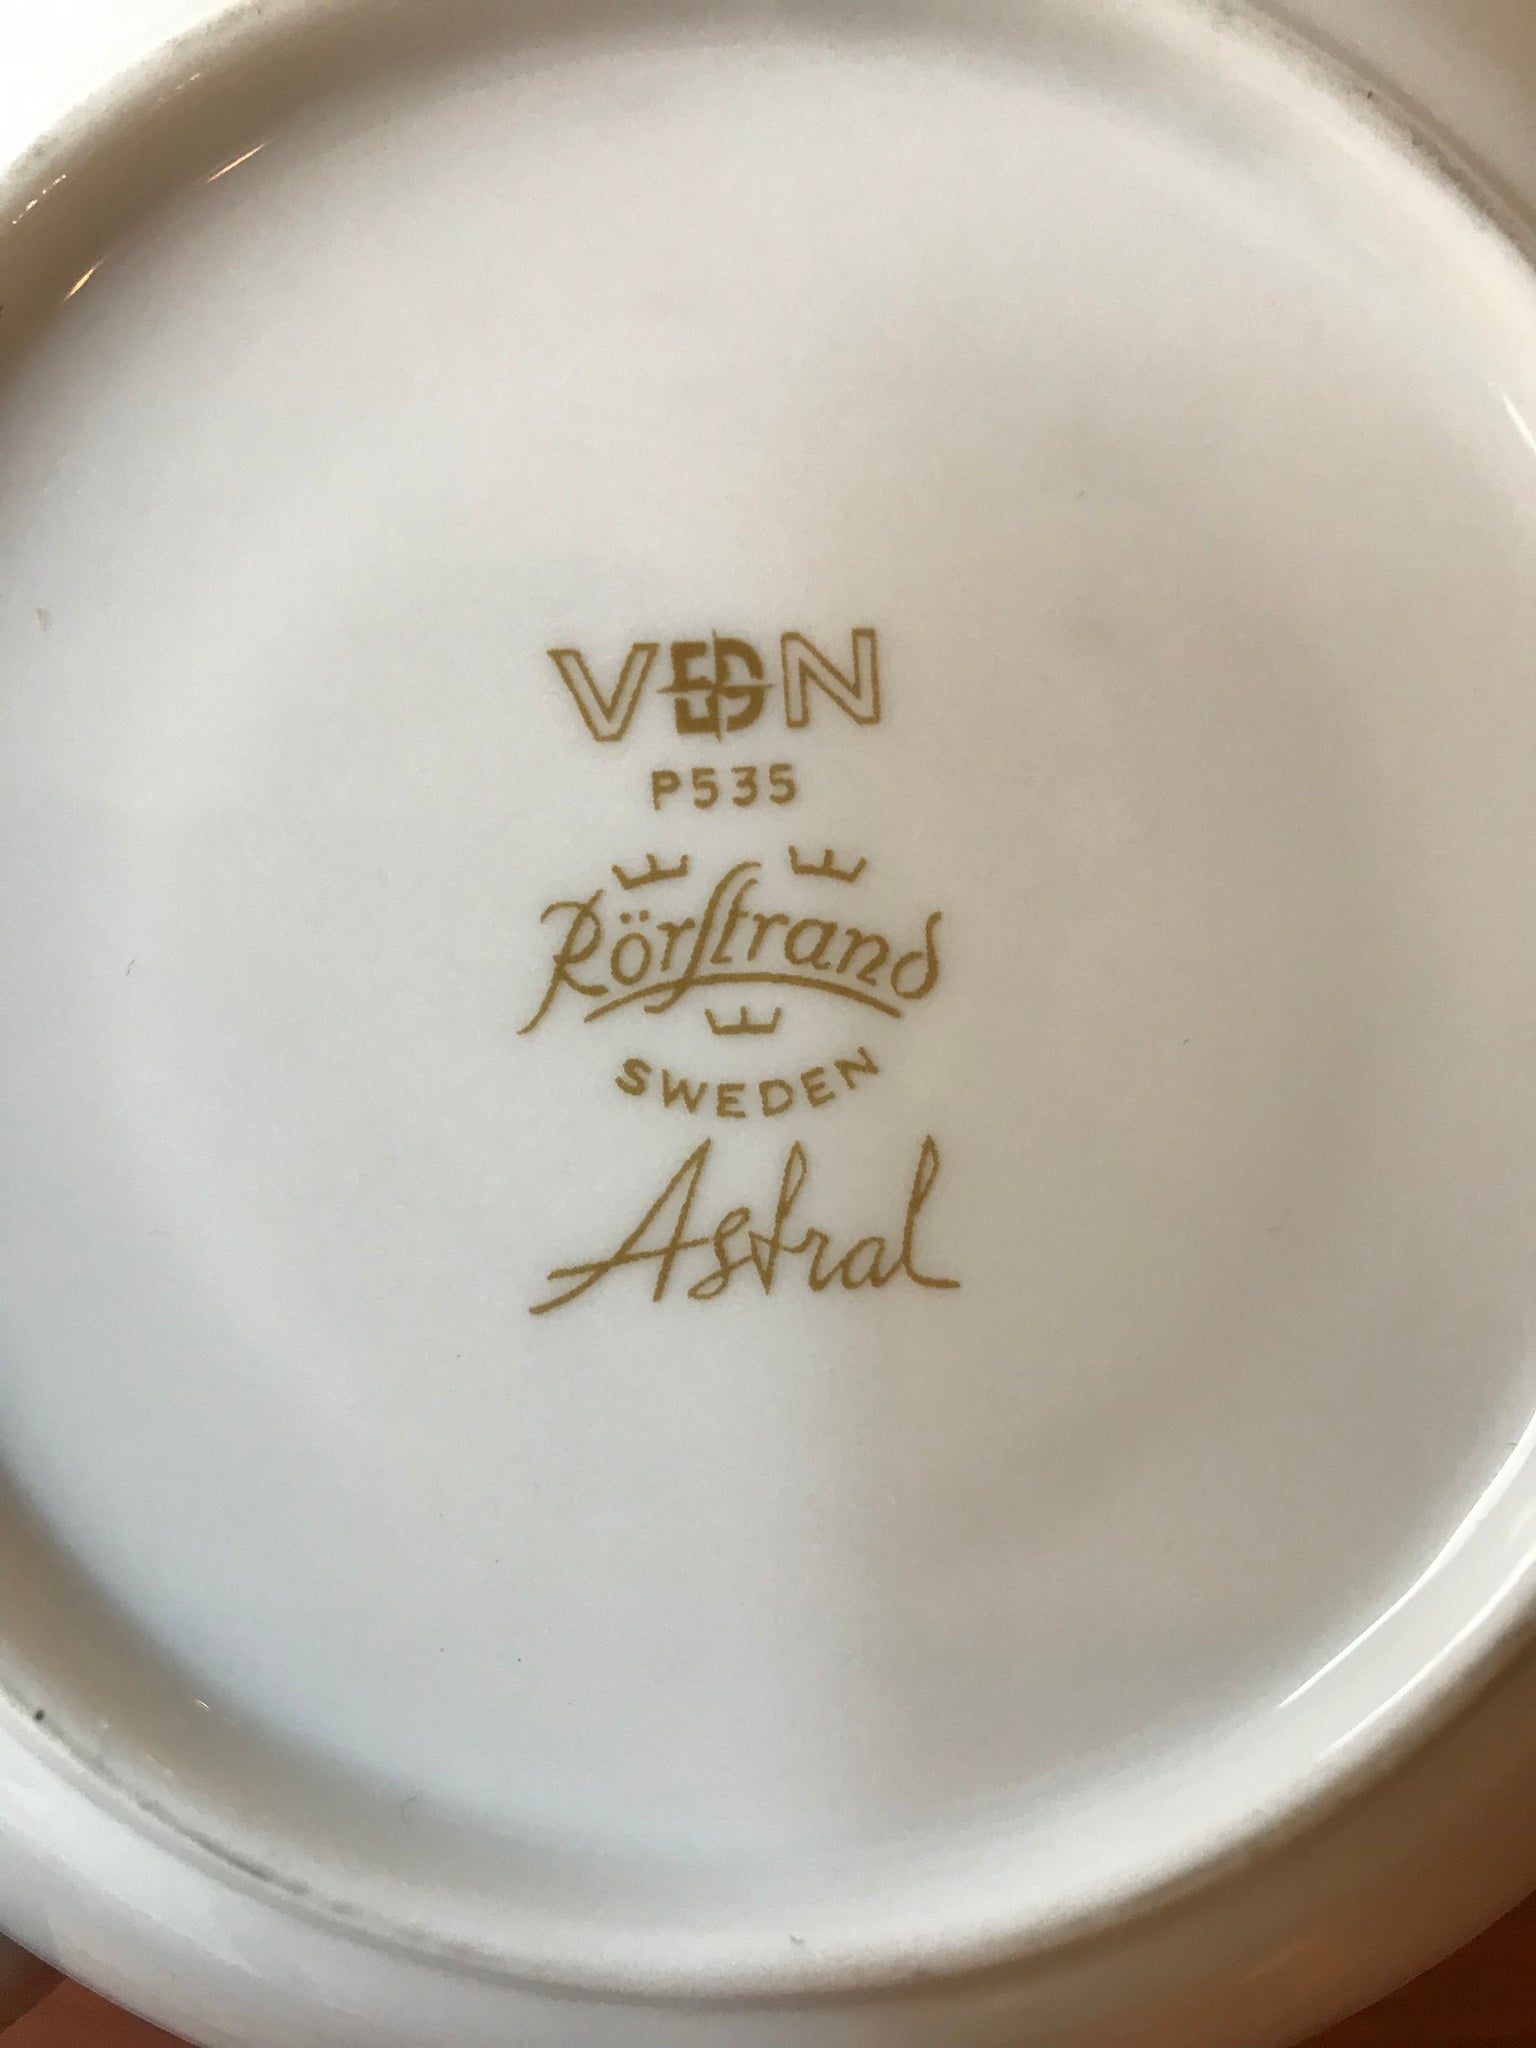 VDN
P535
Rörstrand
SWEDEN
Astral